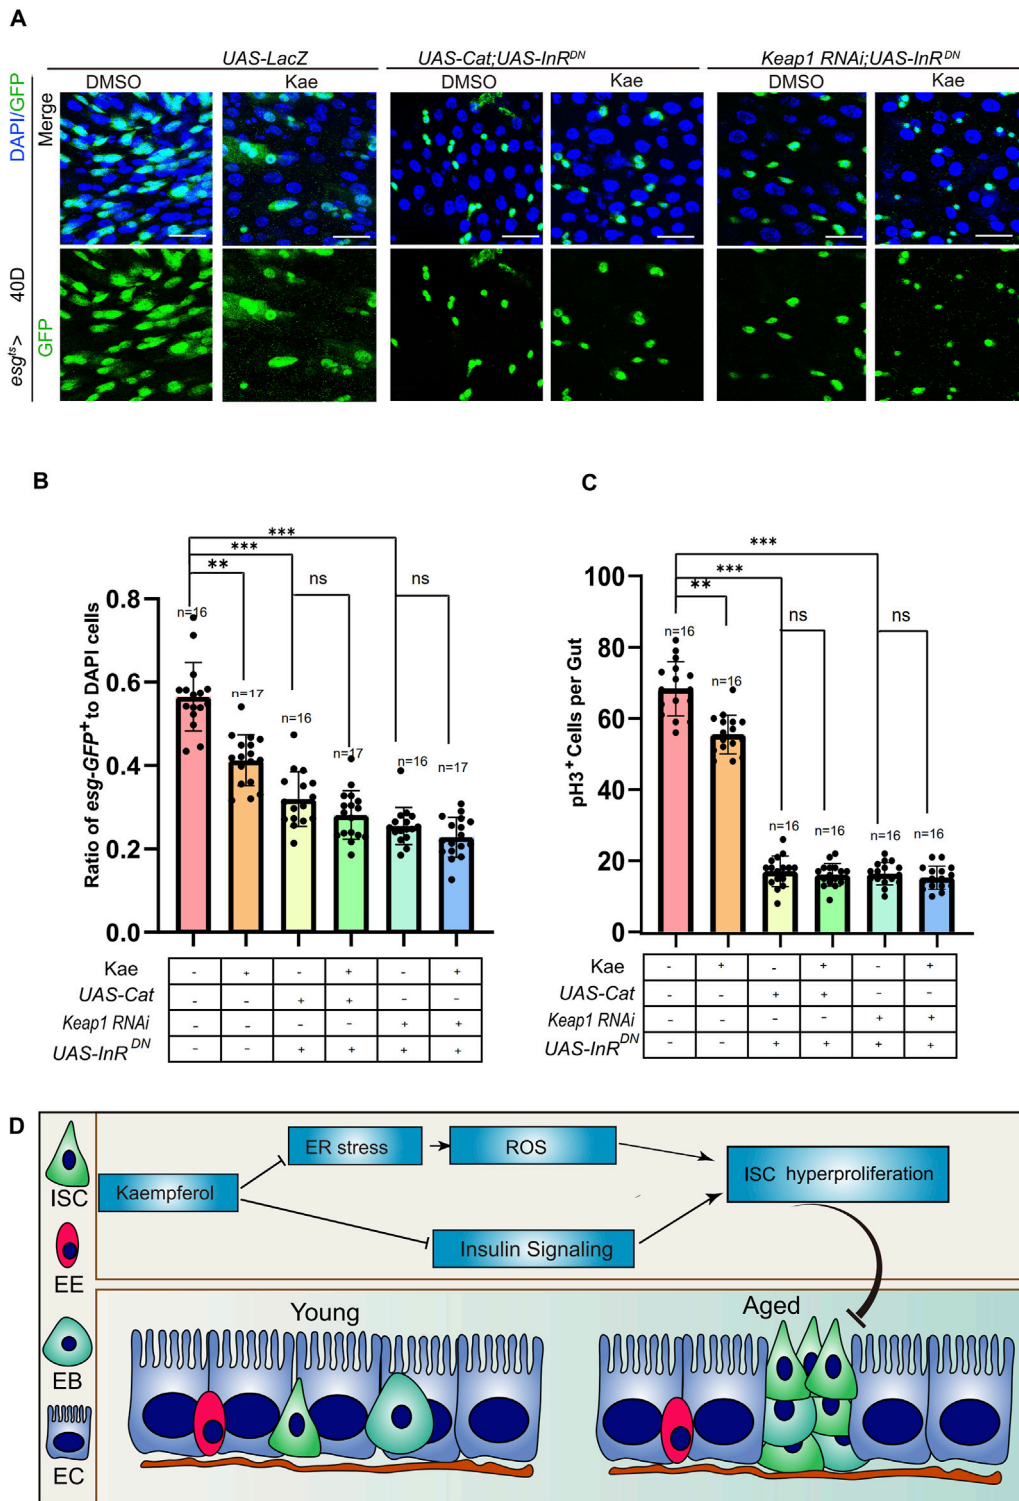 A
UAS-LacZ UAS-Cat;UAS-InR^DN Keap1 RNAi;UAS-InR^DN
DMSO Kae DMSO Kae DMSO Kae
DAPI/GFP
Merge
esg^ts> 40D
GFP
B
***
***
**
ns
ns
Ratio of esg-GFP⁺ to DAPI cells
0.8
0.6
0.4
0.2
0.0
n=16
n=17
n=16
n=17
n=16
n=17
Kae - + - + - +
UAS-Cat - - + + - -
Keap1 RNAi - - - - + +
UAS-InR^DN - - + + + +
C
***
***
**
ns
ns
pH3⁺ Cells per Gut
100
80
60
40
20
0
n=16
n=16
n=16
n=16
n=16
n=16
Kae - + - + - +
UAS-Cat - - + + - -
Keap1 RNAi - - - - + +
UAS-InR^DN - - + + + +
D
ISC
EE
EB
EC
Kaempferol
ER stress
ROS
Insulin Signaling
ISC hyperproliferation
Young
Aged